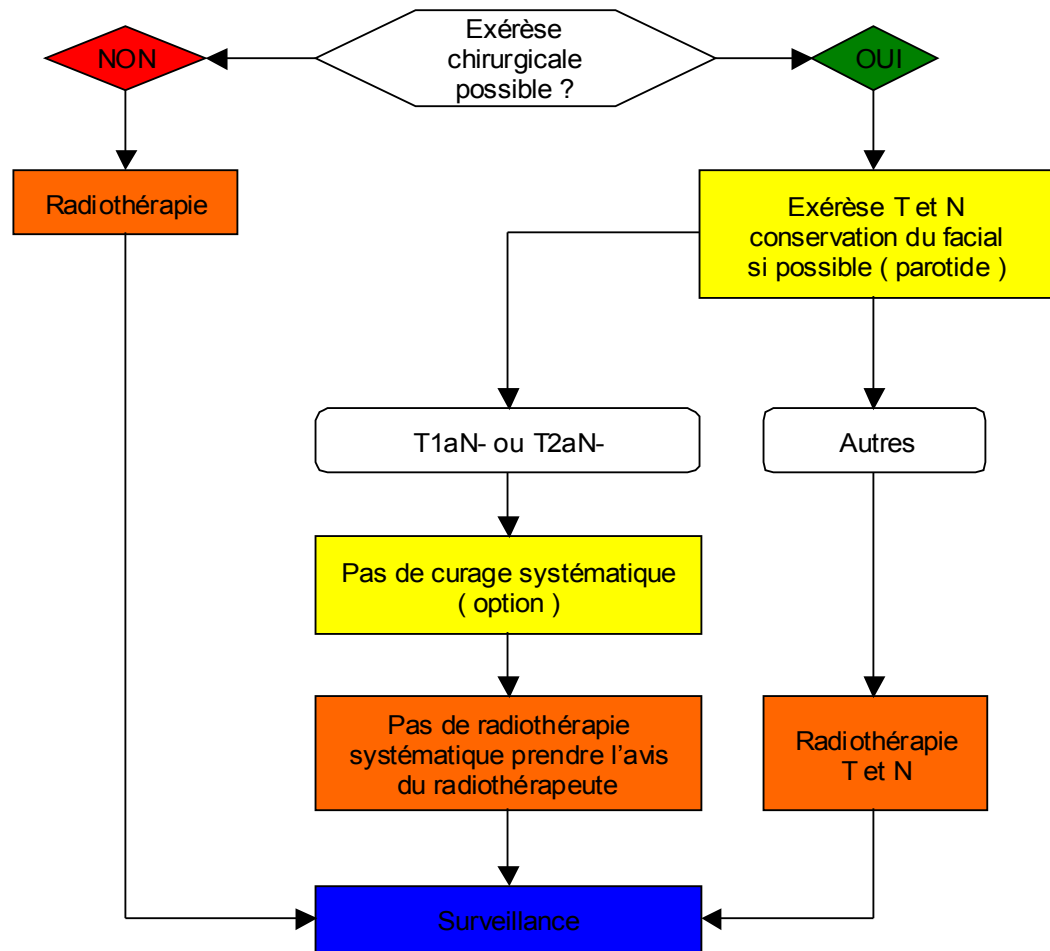 Exérèse
chirurgicale
possible ?
NON
OUI
Radiothérapie
Exérèse T et N
conservation du facial
si possible ( parotide )
T1aN- ou T2aN-
Autres
Pas de curage systématique
( option )
Pas de radiothérapie
systématique prendre l’avis
du radiothérapeute
Radiothérapie
T et N
Surveillance